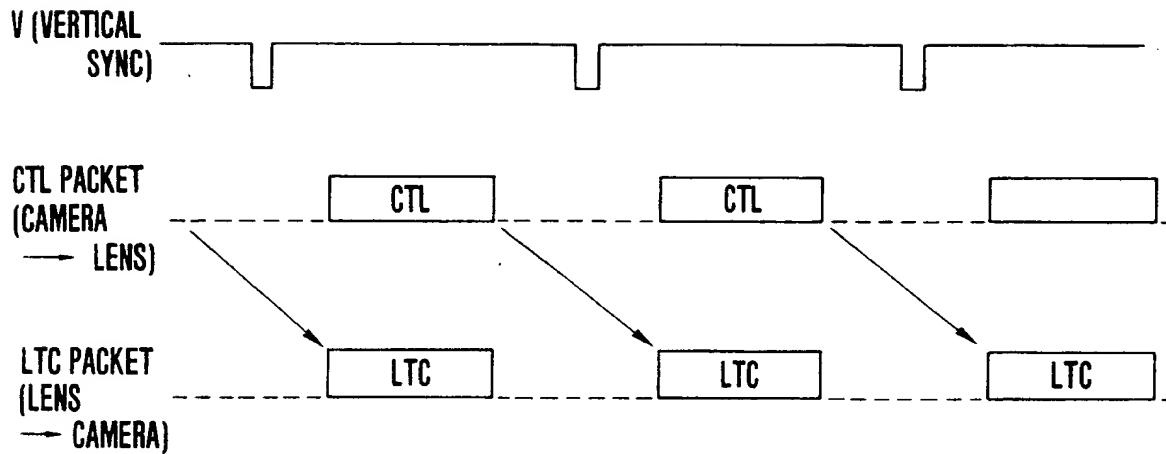 V (VERTICAL
SYNC)
CTL PACKET
(CAMERA
→ LENS)
CTL
CTL
LTC PACKET
(LENS
→ CAMERA)
LTC
LTC
LTC